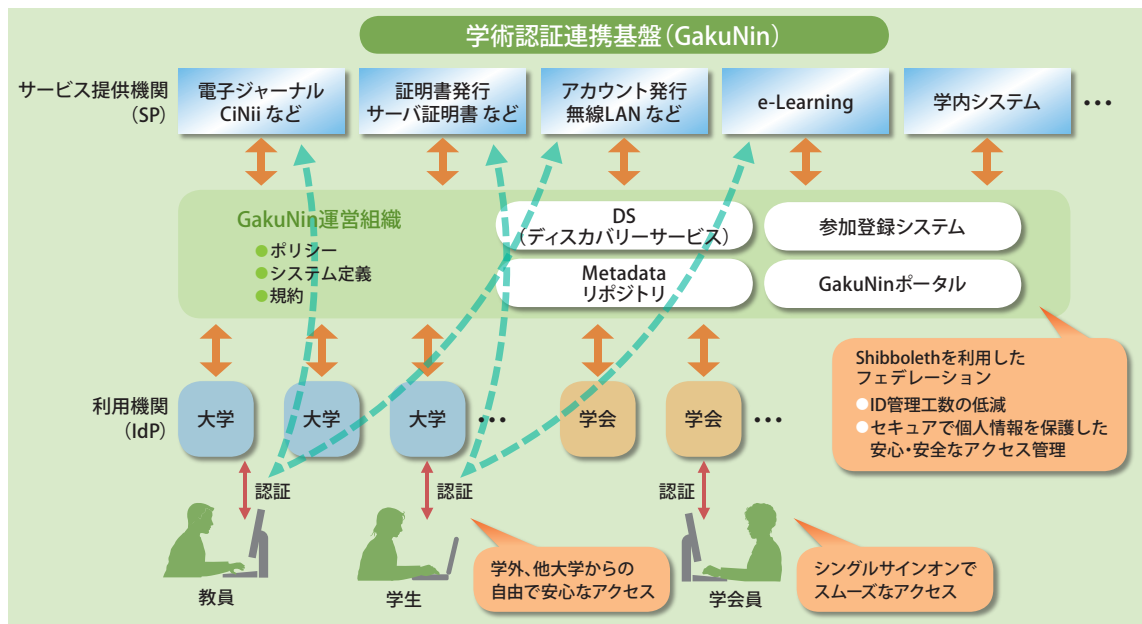 学術認証連携基盤(GakuNin)
サービス提供機関
(SP)
電子ジャーナル
CiNii など
証明書発行
サーバ証明書 など
アカウント発行
無線LAN など
e-Learning
学内システム
•••
GakuNin運営組織
●ポリシー
●システム定義
●規約
DS
(ディスカバリーサービス)
参加登録システム
Metadata
リポジトリ
GakuNinポータル
Shibbolethを利用した
フェデレーション
●ID管理工数の低減
●セキュアで個人情報を保護した
安心・安全なアクセス管理
利用機関
(IdP)
大学
大学
大学
•••
学会
学会
•••
認証
認証
認証
教員
学生
学外、他大学からの
自由で安心なアクセス
学会員
シングルサインオンで
スムーズなアクセス